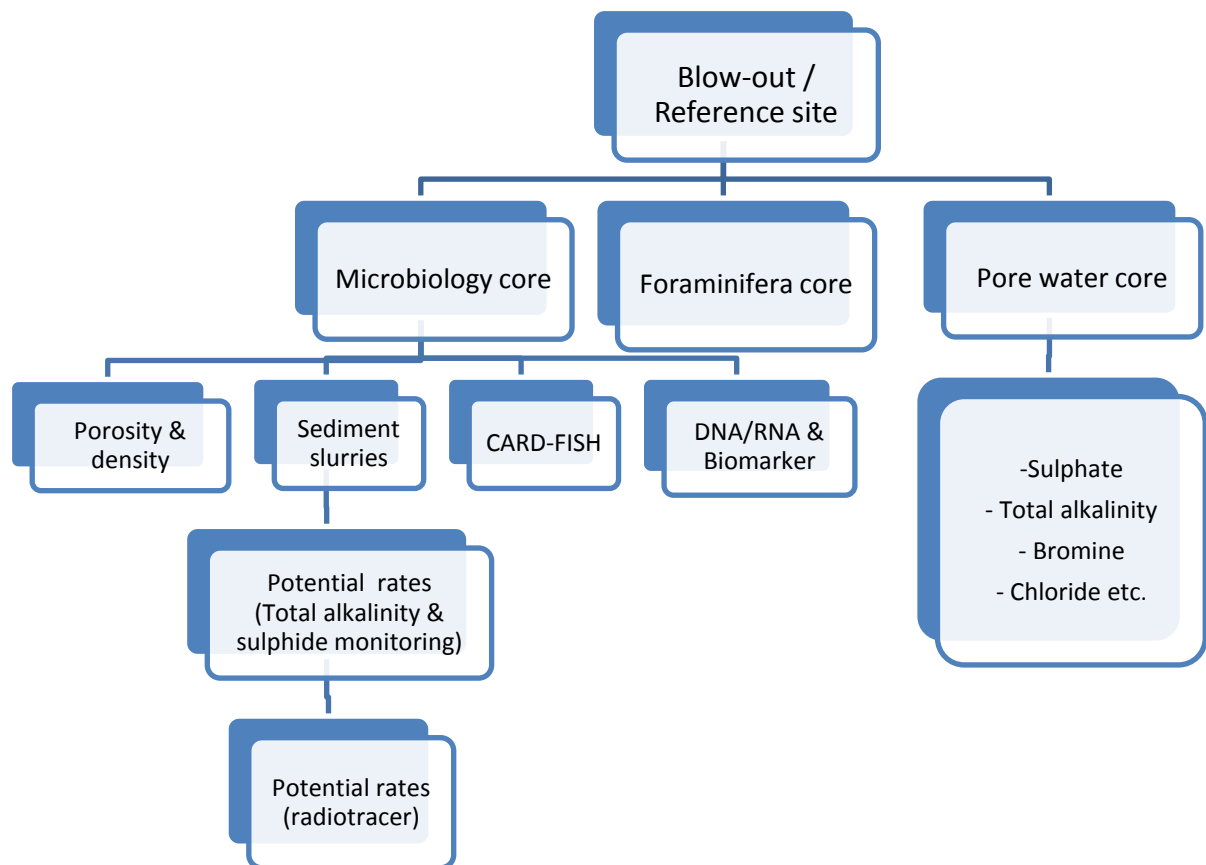 Blow-out /
Reference site
Microbiology core
Foraminifera core
Pore water core
Porosity &
density
Sediment
slurries
CARD-FISH
DNA/RNA &
Biomarker
-Sulphate
- Total alkalinity
- Bromine
- Chloride etc.
Potential rates
(Total alkalinity &
sulphide monitoring)
Potential rates
(radiotracer)